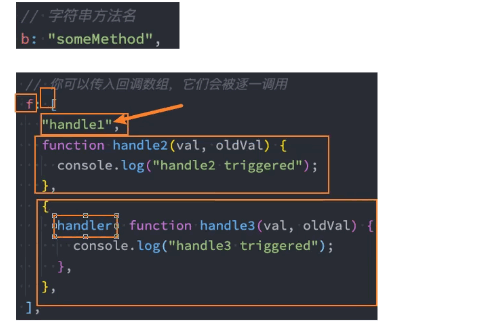 // 字符串方法名
b: "someMethod",
// 你可以传入回调数组，它们会被逐一调用
f: [
"handle1",
function handle2(val, oldVal) {
console.log("handle2 triggered");
},
{
handler function handle3(val, oldVal) {
console.log("handle3 triggered");
},
},
],